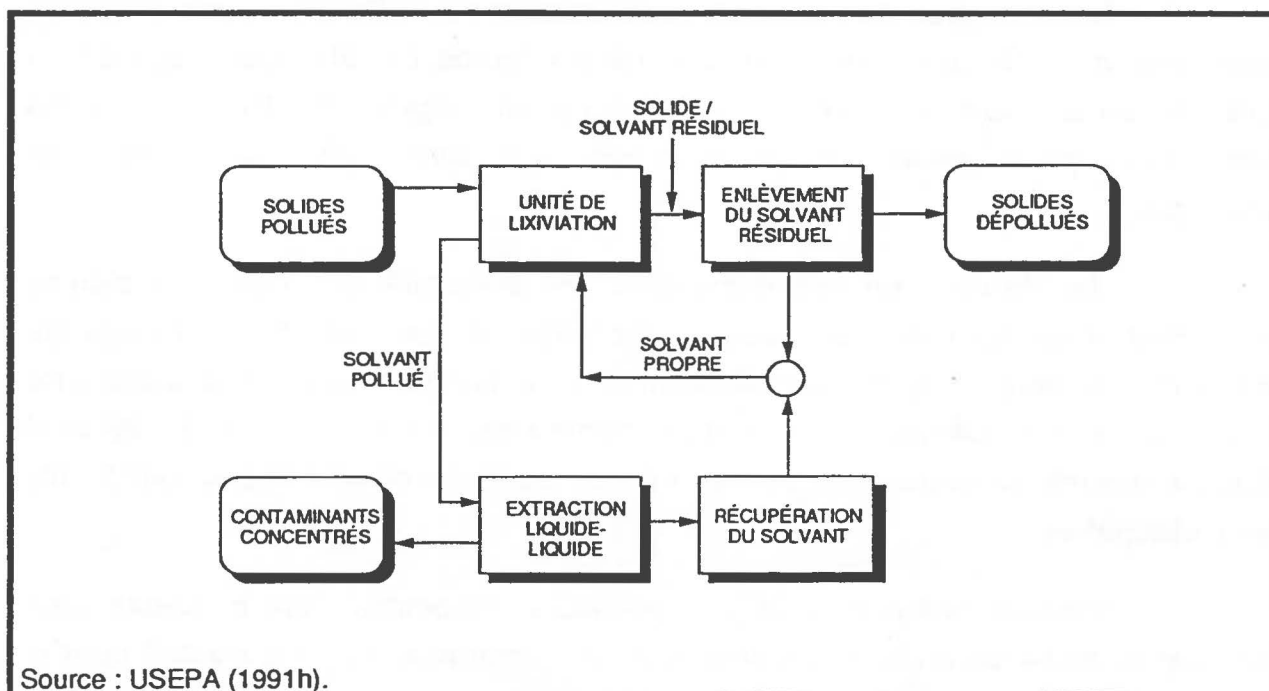 SOLIDE /
SOLVANT RÉSIDUEL
SOLIDES
POLLUÉS
UNITÉ DE
LIXIVIATION
ENLÈVEMENT
DU SOLVANT
RÉSIDUEL
SOLIDES
DÉPOLLUÉS
SOLVANT
POLLUÉ
SOLVANT
PROPRE
CONTAMINANTS
CONCENTRÉS
EXTRACTION
LIQUIDE-
LIQUIDE
RÉCUPÉRATION
DU SOLVANT
Source : USEPA (1991h).